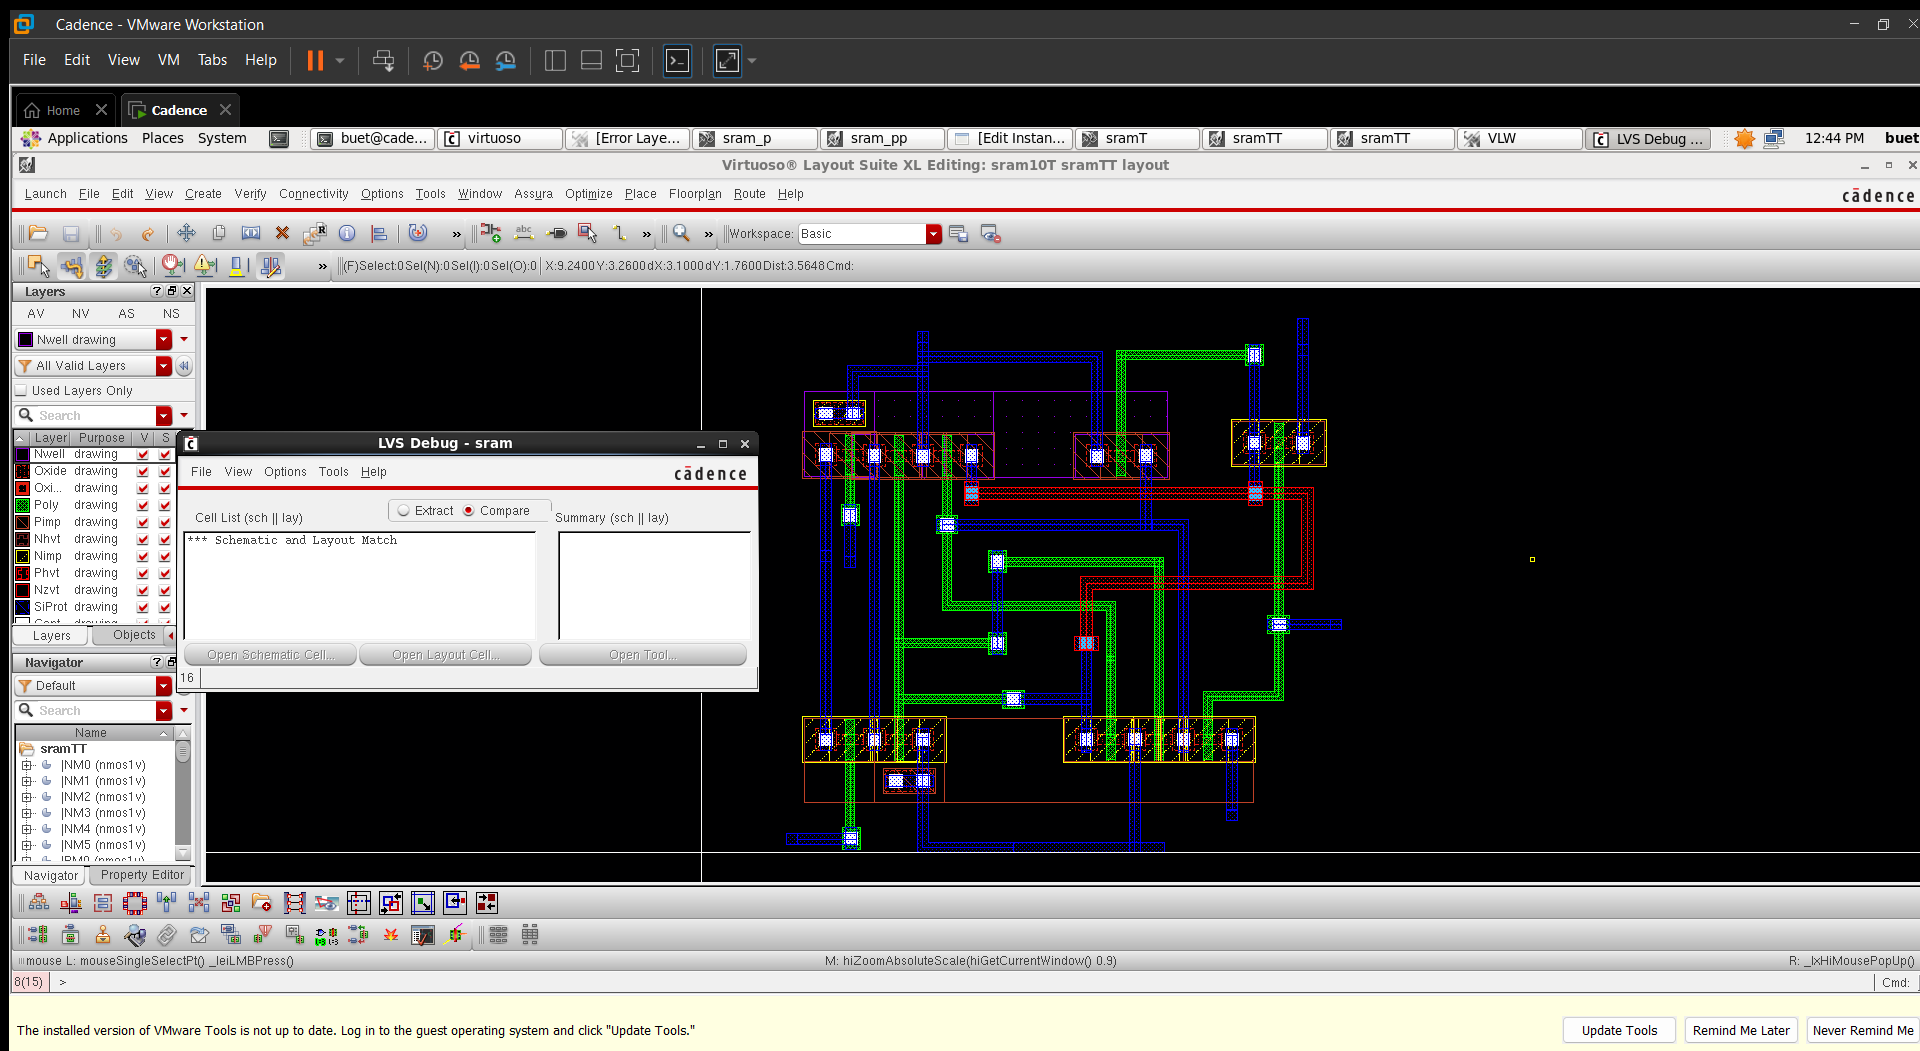 Cadence - VMware Workstation
File Edit View VM Tabs Help
Home Cadence
Applications Places System buet@cade... virtuoso [Error Laye... sram_p sram_pp [Edit Instan... sramT sramTT sramTT VLW LVS Debug ... 12:44 PM buet
Virtuoso® Layout Suite XL Editing: sram10T sramTT layout
Launch File Edit View Create Verify Connectivity Options Tools Window Assura Optimize Place Floorplan Route Help cādence
» » » Workspace: Basic
» (F)Select:0 Sel(N):0 Sel(I):0 Sel(O):0 X:9.2400 Y:3.2600 dX:3.1000 dY:1.7600 Dist:3.5648 Cmd:
Layers
AV NV AS NS
Nwell drawing
All Valid Layers
Used Layers Only
Search
Layer Purpose V S
Nwell drawing
Oxide drawing
Oxi... drawing
Poly drawing
Pimp drawing
Nhvt drawing
Nimp drawing
Phvt drawing
Nzvt drawing
SiProt drawing
Layers Objects
Navigator
Default
Search
Name
sramTT
|NM0 (nmos1v)
|NM1 (nmos1v)
|NM2 (nmos1v)
|NM3 (nmos1v)
|NM4 (nmos1v)
|NM5 (nmos1v)
Navigator Property Editor
LVS Debug - sram
File View Options Tools Help cādence
Extract Compare
Cell List (sch || lay) Summary (sch || lay)
*** Schematic and Layout Match
Open Schematic Cell... Open Layout Cell... Open Tool...
16
mouse L: mouseSingleSelectPt() _leiLMBPress() M: hiZoomAbsoluteScale(hiGetCurrentWindow() 0.9) R: _lxHiMousePopUp()
8(15) > Cmd:
The installed version of VMware Tools is not up to date. Log in to the guest operating system and click "Update Tools." Update Tools Remind Me Later Never Remind Me